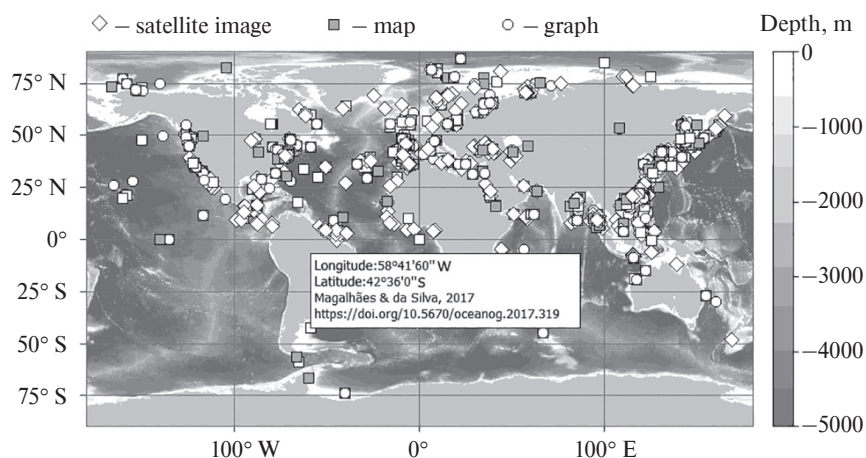 – satellite image – map – graph Depth, m
0
75° N
–1000
50° N
25° N
–2000
0°
Longitude:58°41'60" W
Latitude:42°36'0"S
Magalhães & da Silva, 2017
https://doi.org/10.5670/oceanog.2017.319
–3000
25° S
50° S
–4000
75° S
–5000
100° W 0° 100° E